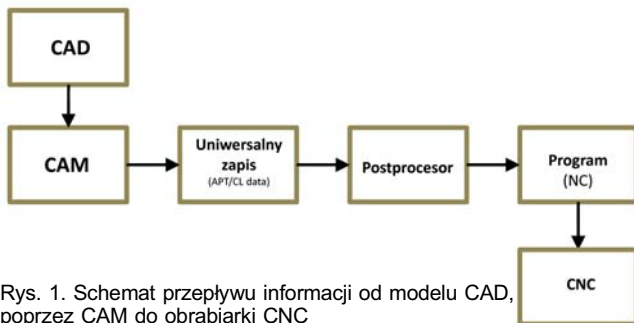 CAD
CAM
Uniwersalny
zapis
(APT/CL data)
Postprocesor
Program
(NC)
CNC
Rys. 1. Schemat przepływu informacji od modelu CAD,
poprzez CAM do obrabiarki CNC